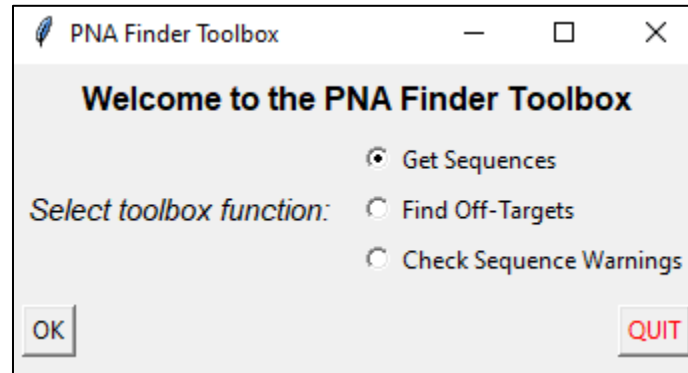 PNA Finder Toolbox
Welcome to the PNA Finder Toolbox
Get Sequences
Select toolbox function:
Find Off-Targets
Check Sequence Warnings
OK
QUIT